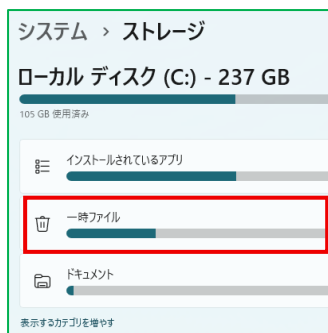 システム › ストレージ
ローカル ディスク (C:) - 237 GB
105 GB 使用済み
インストールされているアプリ
一時ファイル
ドキュメント
表示するカテゴリを増やす